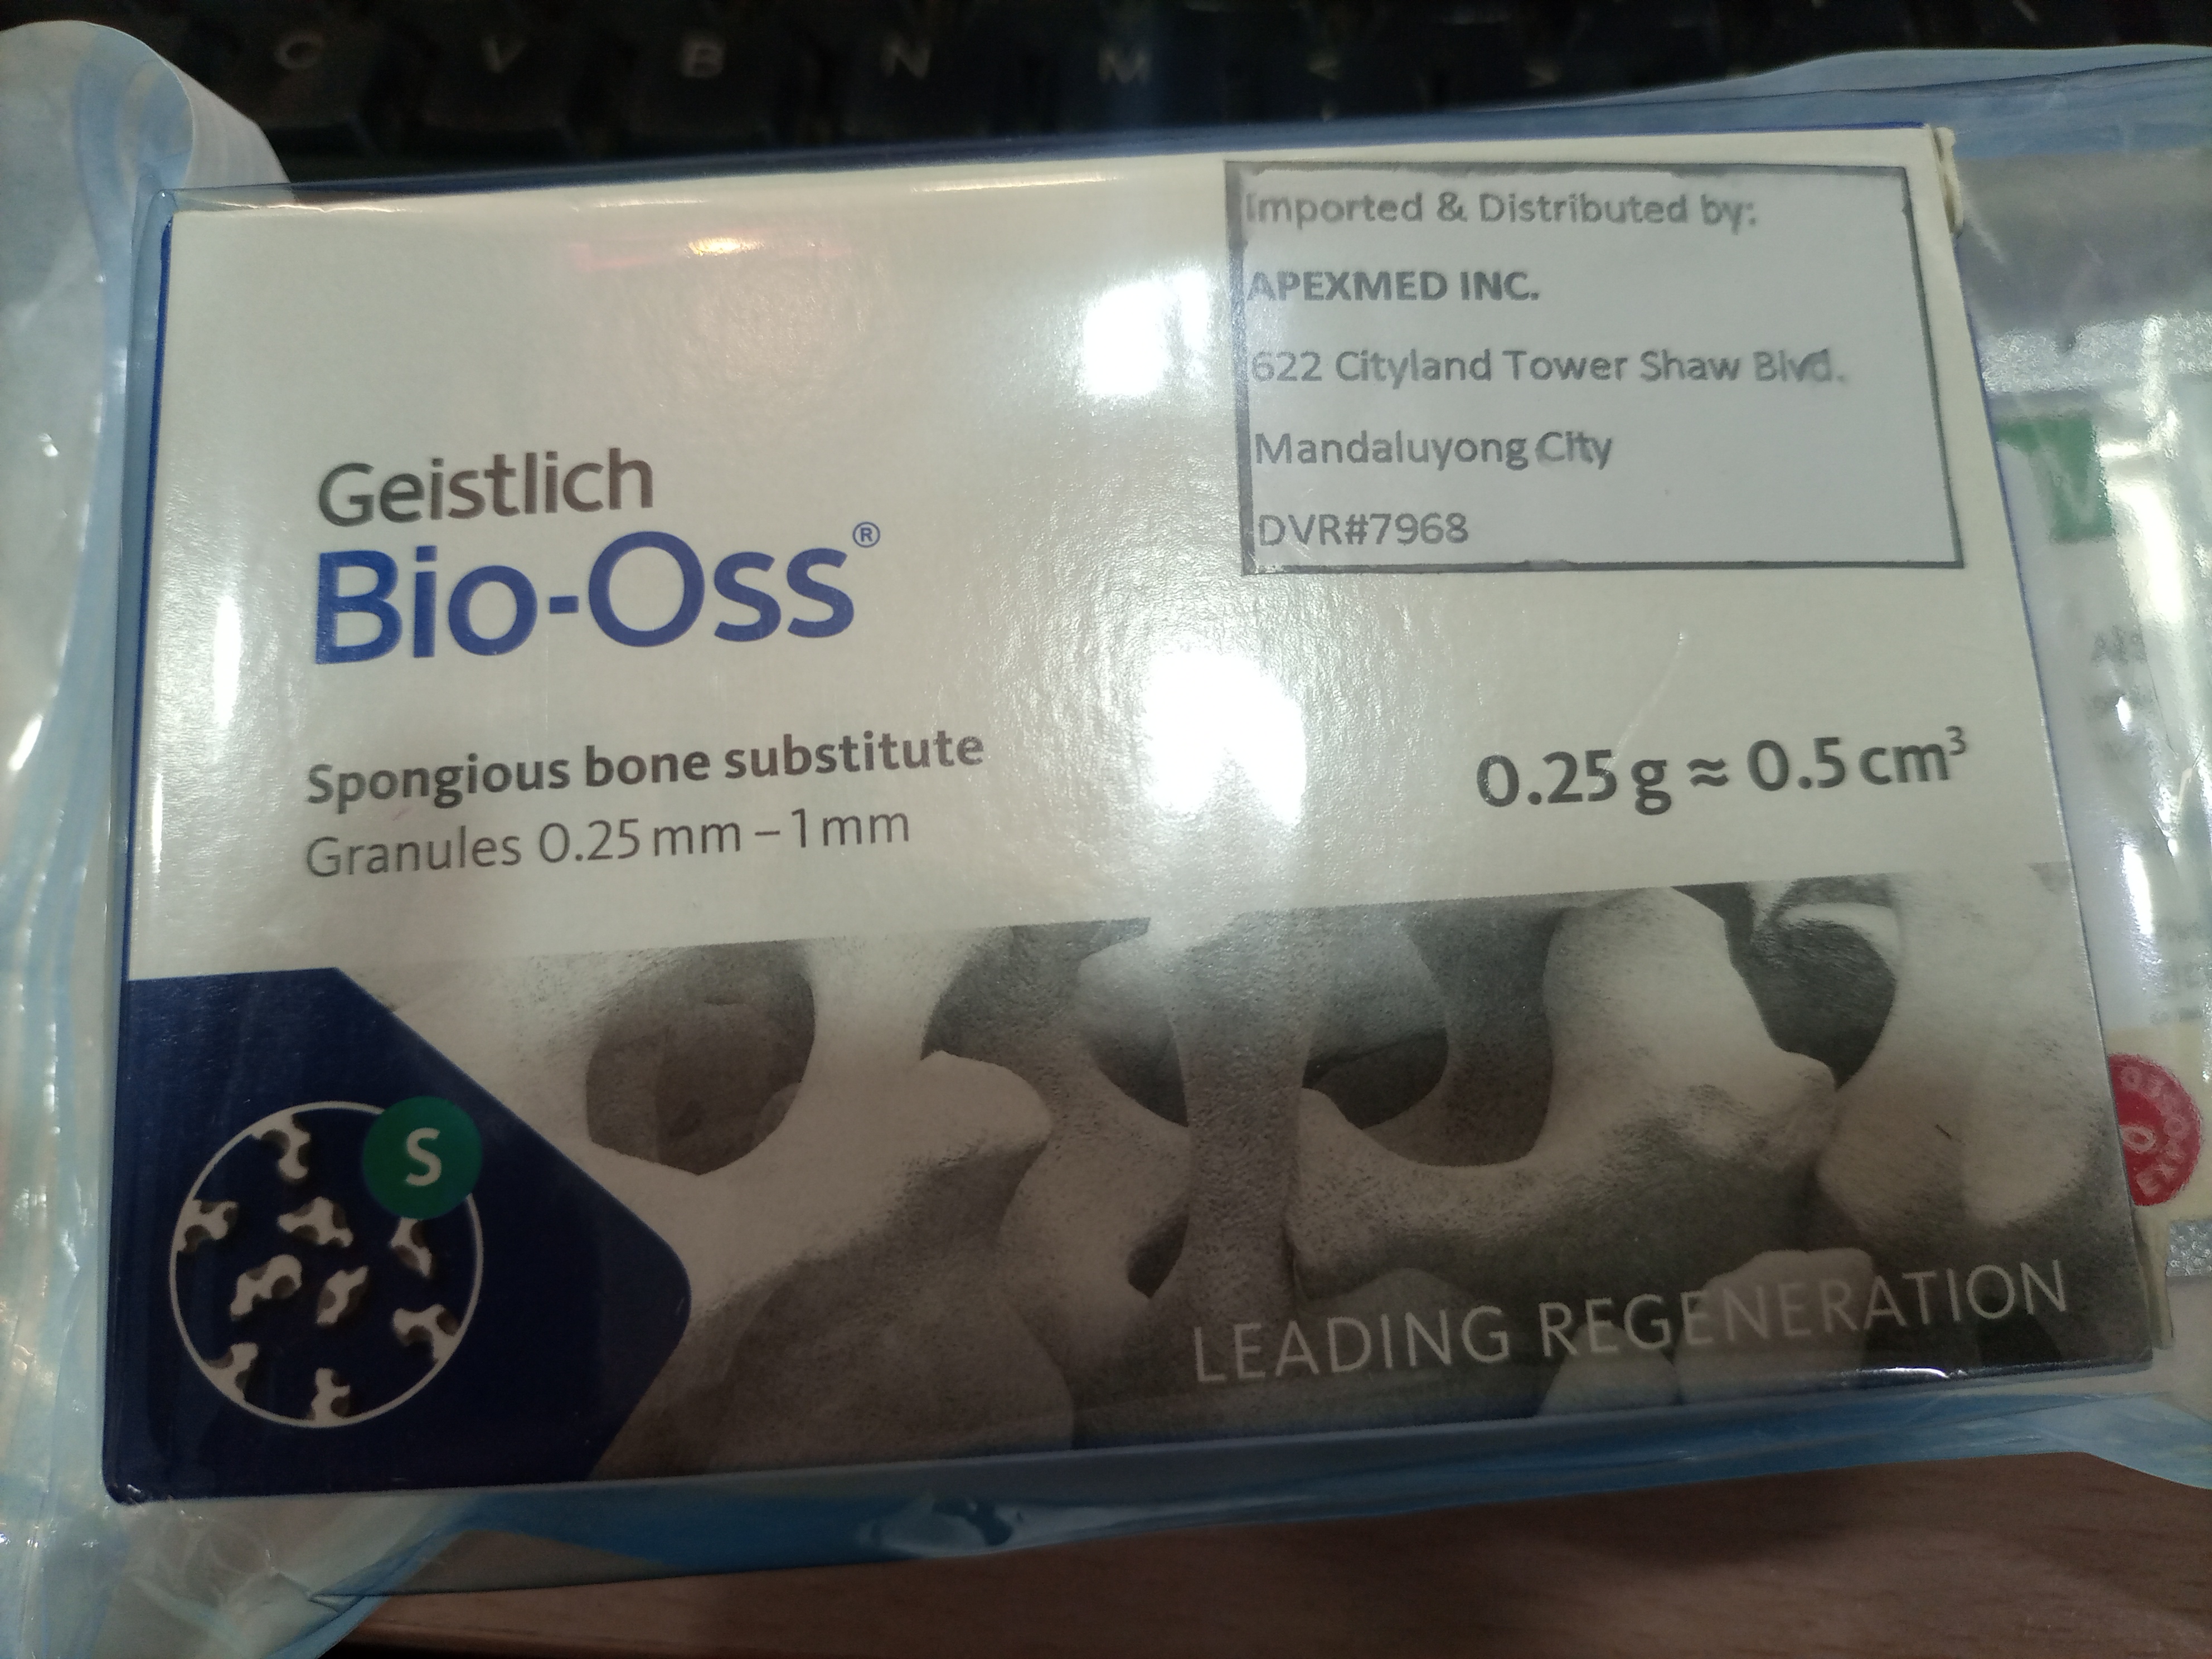 C V B N M
Imported & Distributed by:
APEXMED INC.
622 Cityland Tower Shaw Blvd.
Mandaluyong City
DVR#7968
Geistlich
Bio-Oss®
Spongious bone substitute
Granules 0.25 mm – 1 mm
0.25 g ≈ 0.5 cm³
S
LEADING REGENERATION